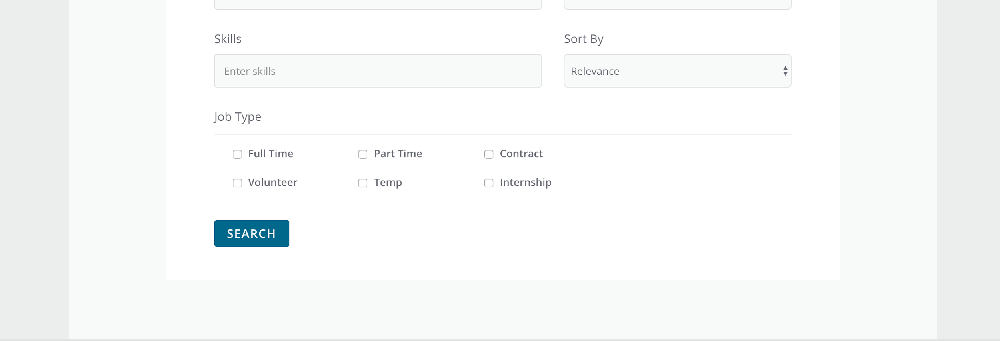 Skills
Sort By
Enter skills
Relevance
Job Type
Full Time
Part Time
Contract
Volunteer
Temp
Internship
SEARCH